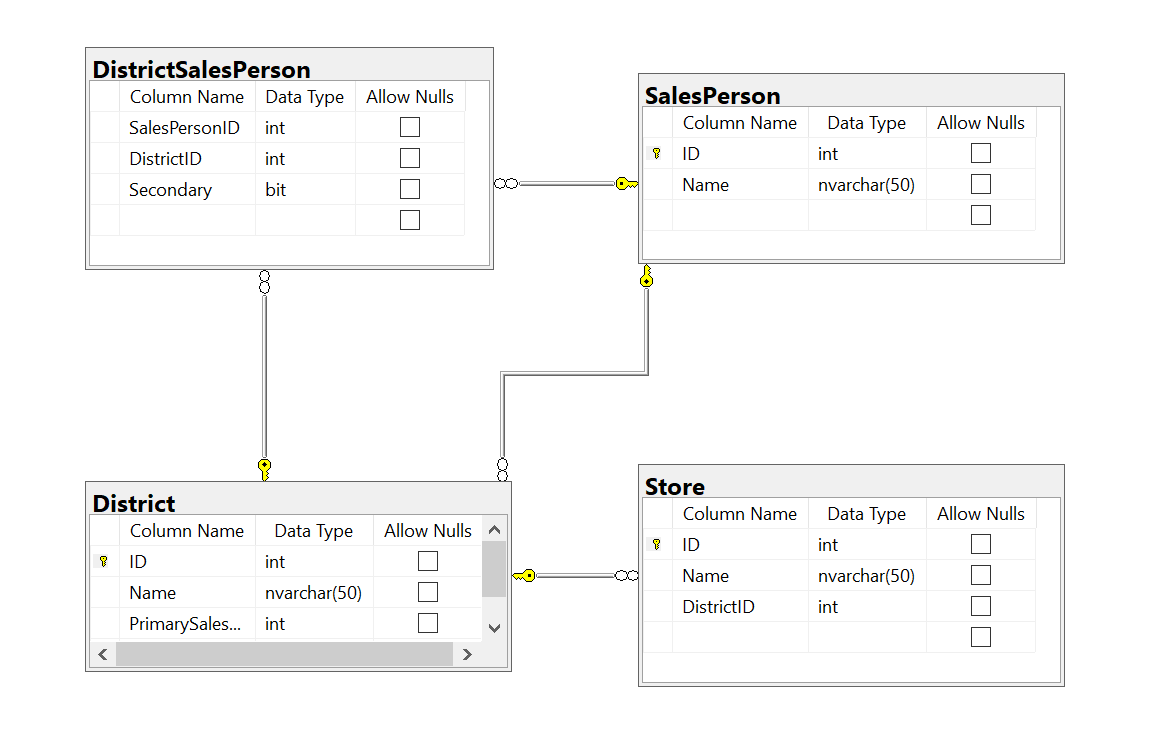 DistrictSalesPerson
Column Name Data Type Allow Nulls
SalesPersonID int
DistrictID int
Secondary bit
SalesPerson
Column Name Data Type Allow Nulls
ID int
Name nvarchar(50)
District
Column Name Data Type Allow Nulls
ID int
Name nvarchar(50)
PrimarySales... int
Store
Column Name Data Type Allow Nulls
ID int
Name nvarchar(50)
DistrictID int